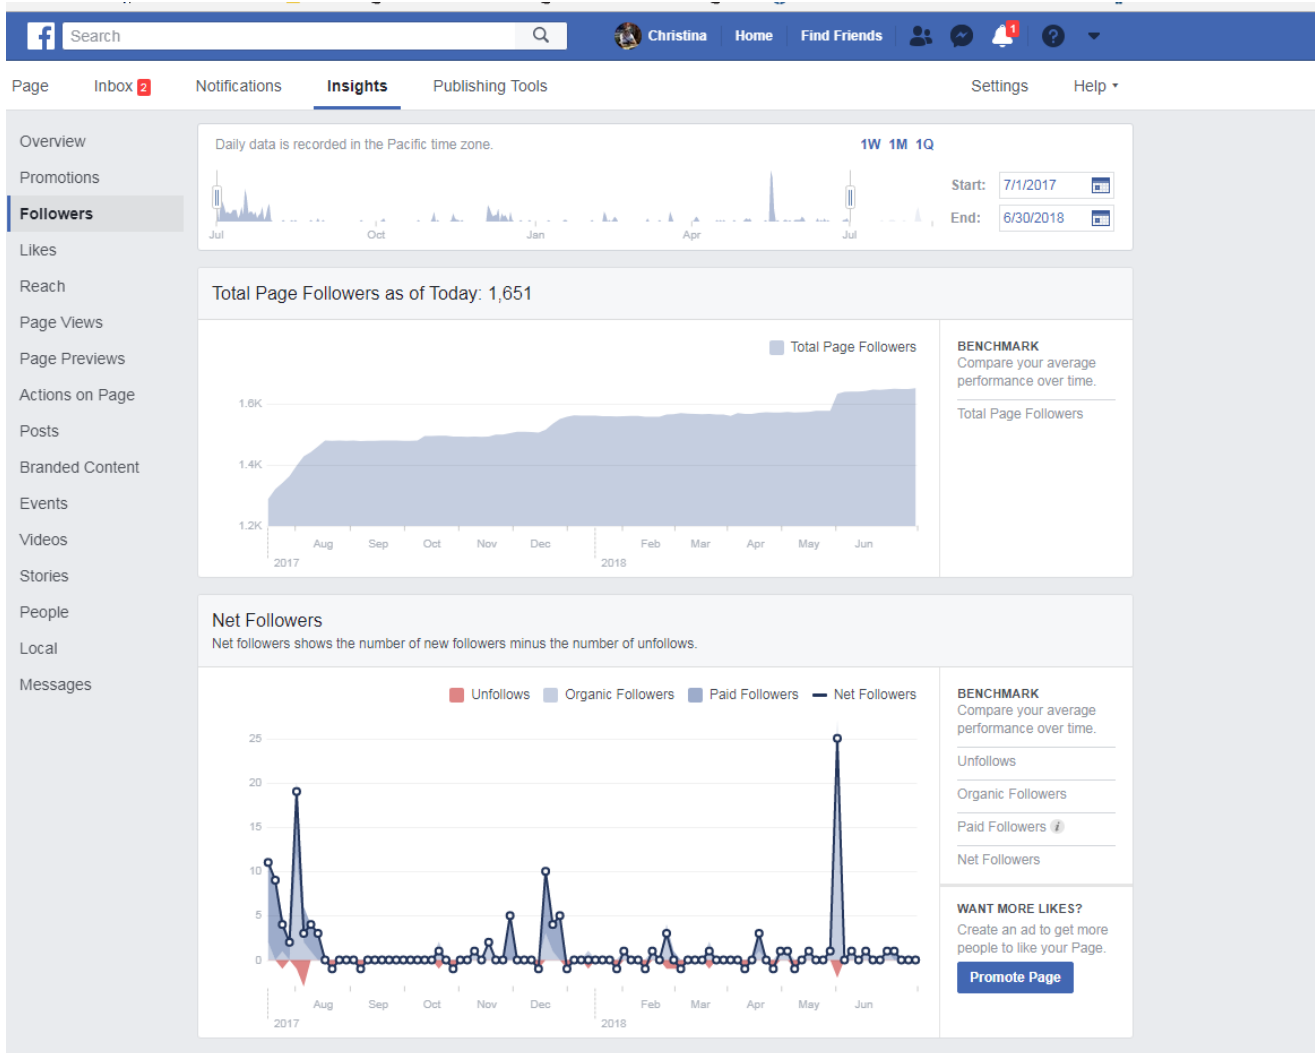 Search
Christina Home Find Friends 1
Page Inbox 2 Notifications Insights Publishing Tools Settings Help
Overview
Promotions
Followers
Likes
Reach
Page Views
Page Previews
Actions on Page
Posts
Branded Content
Events
Videos
Stories
People
Local
Messages
Daily data is recorded in the Pacific time zone. 1W 1M 1Q
Start: 7/1/2017
End: 6/30/2018
Jul Oct Jan Apr Jul
Total Page Followers as of Today: 1,651
Total Page Followers
1.6K
1.4K
1.2K
Aug Sep Oct Nov Dec Feb Mar Apr May Jun
2017 2018
BENCHMARK
Compare your average
performance over time.
Total Page Followers
Net Followers
Net followers shows the number of new followers minus the number of unfollows.
Unfollows Organic Followers Paid Followers Net Followers
25
20
15
10
5
0
Aug Sep Oct Nov Dec Feb Mar Apr May Jun
2017 2018
BENCHMARK
Compare your average
performance over time.
Unfollows
Organic Followers
Paid Followers i
Net Followers
WANT MORE LIKES?
Create an ad to get more
people to like your Page.
Promote Page